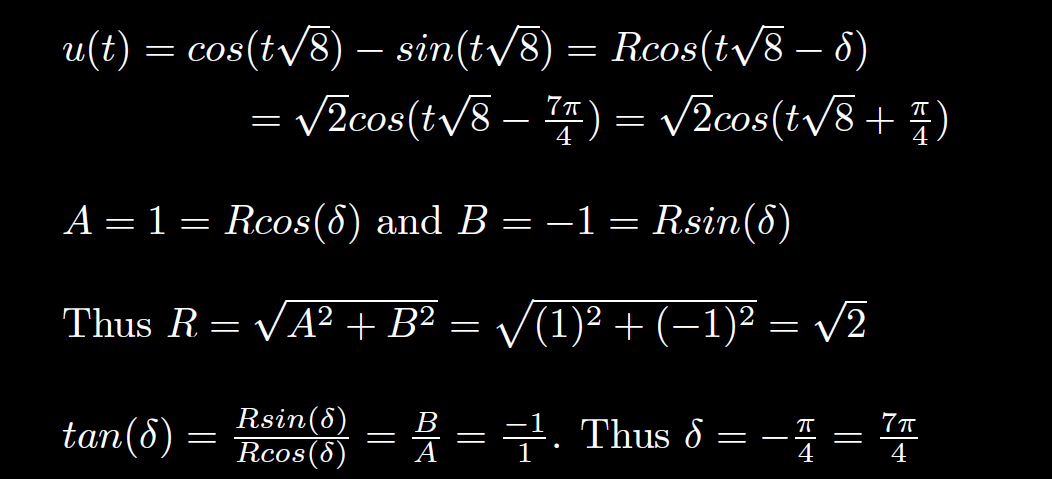 u(t) = cos(t√8) − sin(t√8) = Rcos(t√8 − δ)
= √2cos(t√8 − 7π/4) = √2cos(t√8 + π/4)
A = 1 = Rcos(δ) and B = −1 = Rsin(δ)
Thus R = √(A² + B²) = √((1)² + (−1)²) = √2
tan(δ) = Rsin(δ)/Rcos(δ) = B/A = −1/1. Thus δ = −π/4 = 7π/4